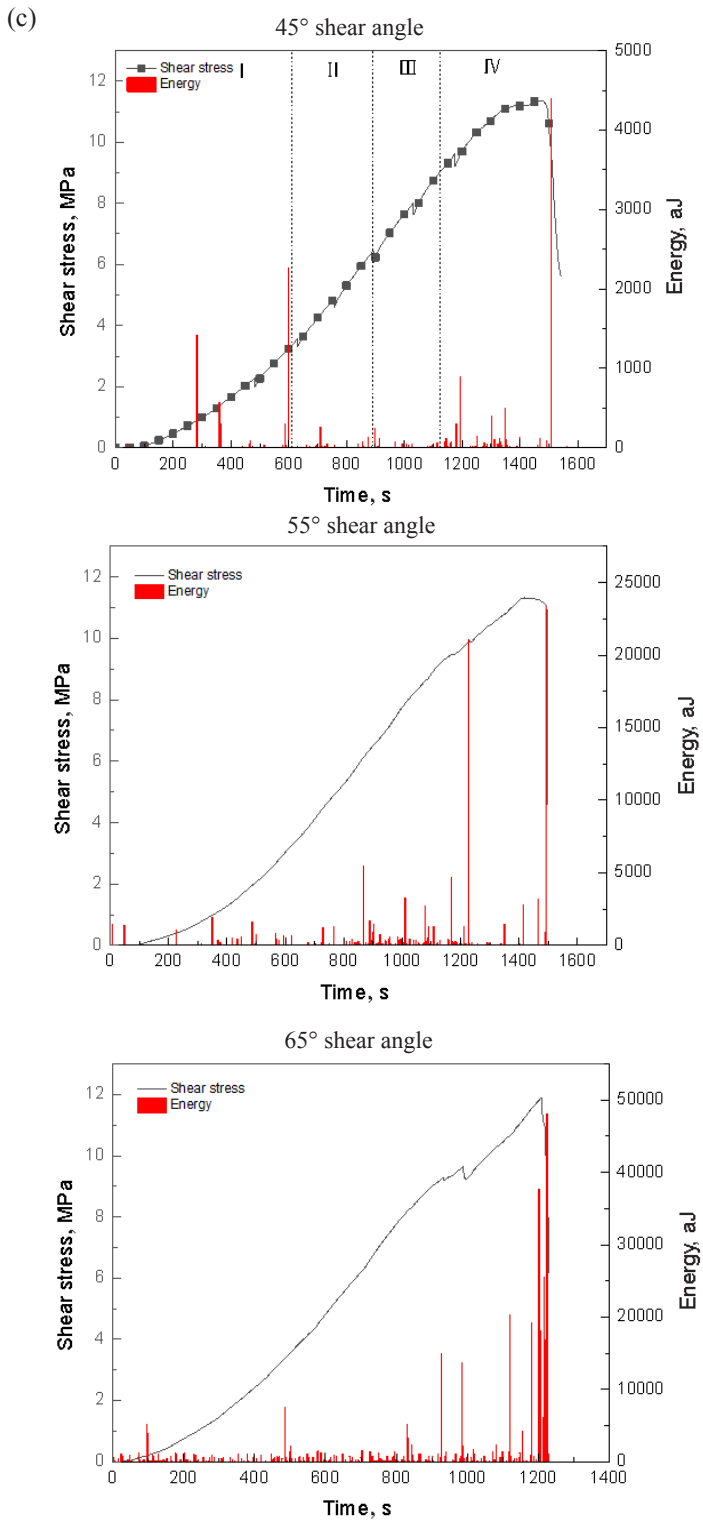 (c)
45° shear angle
Shear stress
Energy
I
II
III
IV
12
10
8
6
4
2
0
5000
4000
3000
2000
1000
0
Shear stress, MPa
Energy, aJ
0 200 400 600 800 1000 1200 1400 1600
Time, s
55° shear angle
Shear stress
Energy
12
10
8
6
4
2
0
25000
20000
15000
10000
5000
0
Shear stress, MPa
Energy, aJ
0 200 400 600 800 1000 1200 1400 1600
Time, s
65° shear angle
Shear stress
Energy
12
10
8
6
4
2
0
50000
40000
30000
20000
10000
0
Shear stress, MPa
Energy, aJ
0 200 400 600 800 1000 1200 1400
Time, s